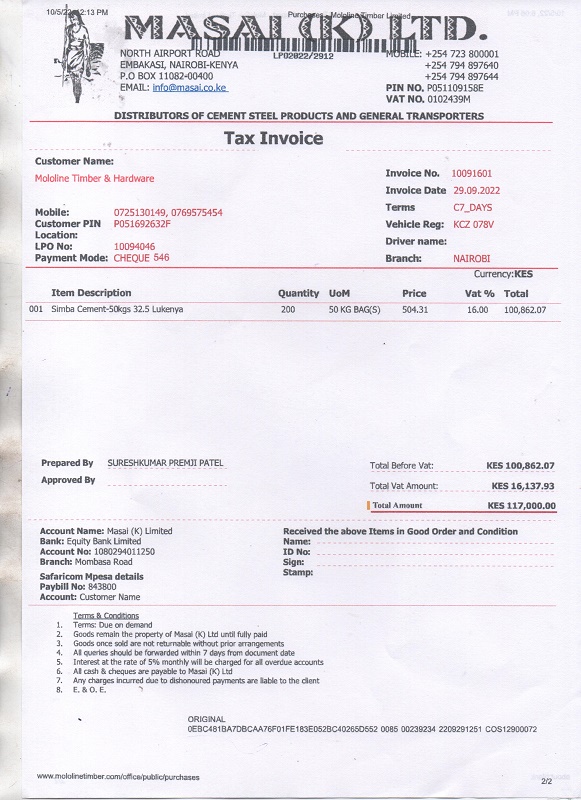 10/5/22, 12:13 PM
Purchases - Mololine Timber Limited
MASAI (K) LTD.
LP02022/2912
NORTH AIRPORT ROAD
EMBAKASI, NAIROBI-KENYA
P.O BOX 11082-00400
EMAIL: info@masai.co.ke
MOBILE: +254 723 800001
+254 794 897640
+254 794 897644
PIN NO. P051109158E
VAT NO. 0102439M
DISTRIBUTORS OF CEMENT STEEL PRODUCTS AND GENERAL TRANSPORTERS
Tax Invoice
Customer Name:
Mololine Timber & Hardware
Mobile: 0725130149, 0769575454
Customer PIN P051692632F
Location:
LPO No: 10094046
Payment Mode: CHEQUE 546
Invoice No. 10091601
Invoice Date 29.09.2022
Terms C7_DAYS
Vehicle Reg: KCZ 078V
Driver name:
Branch: NAIROBI
Currency:KES
Item Description Quantity UoM Price Vat % Total
001 Simba Cement-50kgs 32.5 Lukenya 200 50 KG BAG(S) 504.31 16.00 100,862.07
Prepared By SURESHKUMAR PREMJI PATEL
Approved By
Total Before Vat: KES 100,862.07
Total Vat Amount: KES 16,137.93
Total Amount KES 117,000.00
Account Name: Masai (K) Limited
Bank: Equity Bank Limited
Account No: 1080294011250
Branch: Mombasa Road
Safaricom Mpesa details
Paybill No: 843800
Account: Customer Name
Received the above Items in Good Order and Condition
Name:
ID No:
Sign:
Stamp:
Terms & Conditions
1. Terms: Due on demand
2. Goods remain the property of Masai (K) Ltd until fully paid
3. Goods once sold are not returnable without prior arrangements
4. All queries should be forwarded within 7 days from document date
5. Interest at the rate of 5% monthly will be charged for all overdue accounts
6. All cash & cheques are payable to Masai (K) Ltd
7. Any charges incurred due to dishonoured payments are liable to the client
8. E. & O. E.
ORIGINAL
0EBC481BA7DBCAA76F01FE183E052BC40265D552 0085 00239234 2209291251 COS12900072
www.mololinetimber.com/office/public/purchases
2/2